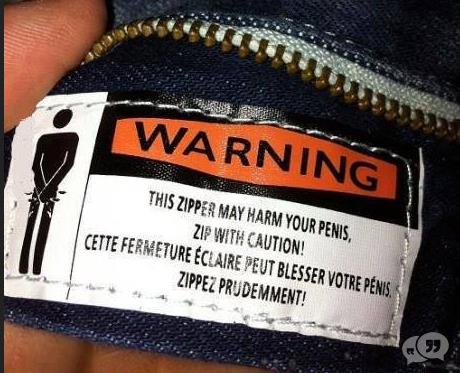 WARNING
THIS ZIPPER MAY HARM YOUR PENIS,
ZIP WITH CAUTION!
CETTE FERMETURE ÉCLAIRE PEUT BLESSER VOTRE PÉNIS.
ZIPPEZ PRUDEMMENT!